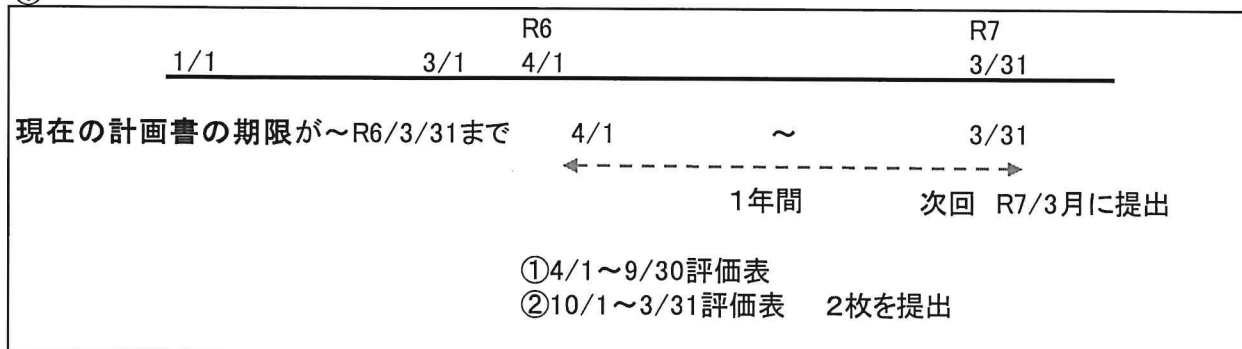 R6 R7
1/1 3/1 4/1 3/31
現在の計画書の期限が～R6/3/31まで 4/1 ～ 3/31
1年間 次回 R7/3月に提出
①4/1～9/30評価表
②10/1～3/31評価表 2枚を提出